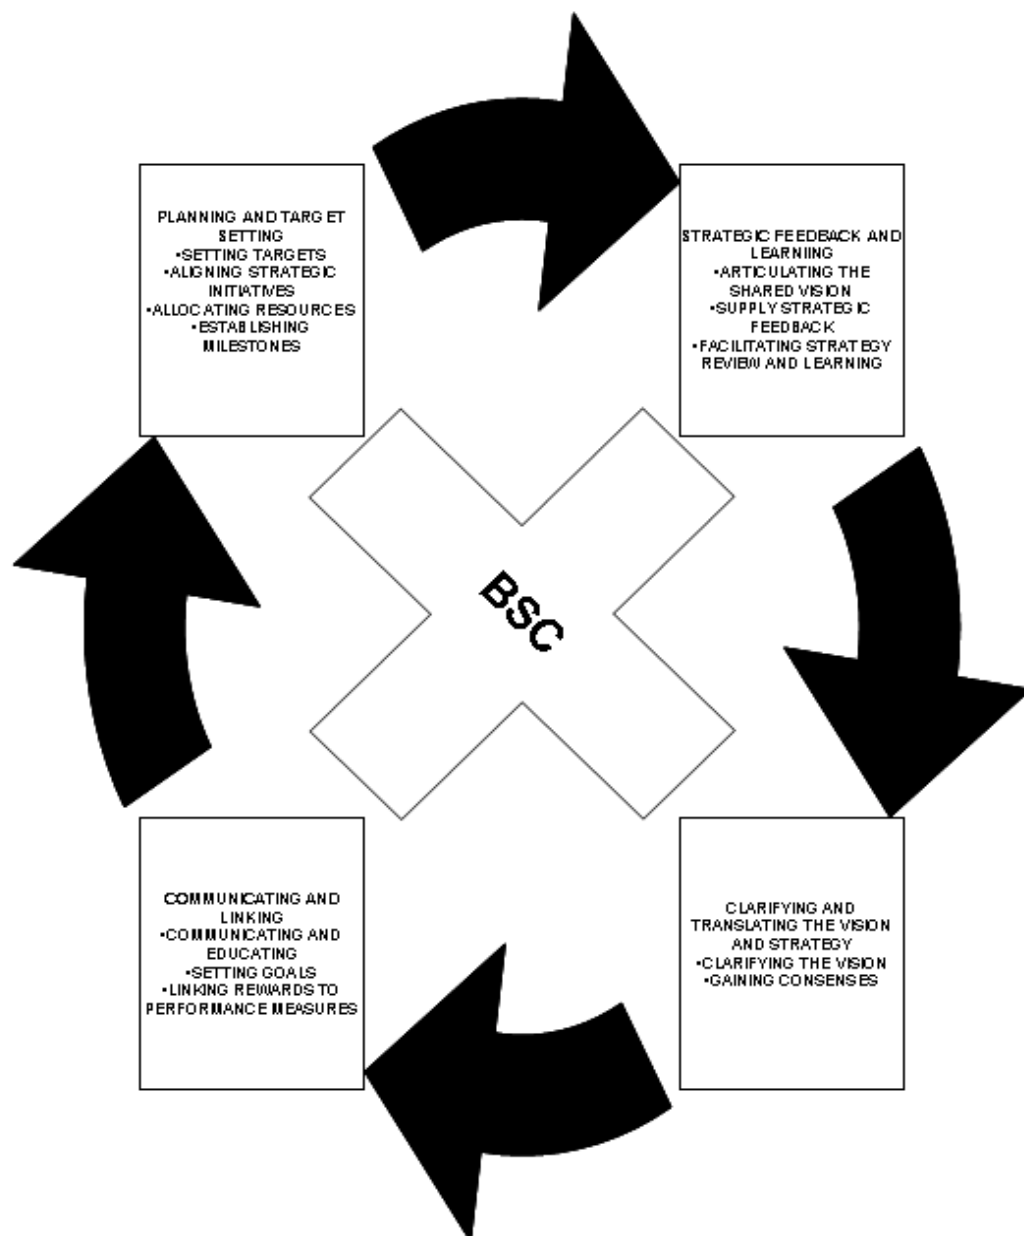 PLANNING AND TARGET
SETTING
•SETTING TARGETS
•ALIGNING STRATEGIC
INITIATIVES
•ALLOCATING RESOURCES
•ESTABLISHING
MILESTONES
STRATEGIC FEEDBACK AND
LEARNIING
•ARTICULATING THE
SHARED VISION
•SUPPLY STRATEGIC
FEEDBACK
•FACILITATING STRATEGY
REVIEW AND LEARNING
BSC
COMMUNICATING AND
LINKING
•COMMUNICATING AND
EDUCATING
•SETTING GOALS
•LINKING REWARDS TO
PERFORMANCE MEASURES
CLARIFYING AND
TRANSLATING THE VISION
AND STRATEGY
•CLARIFYING THE VISION
•GAINING CONSENSES